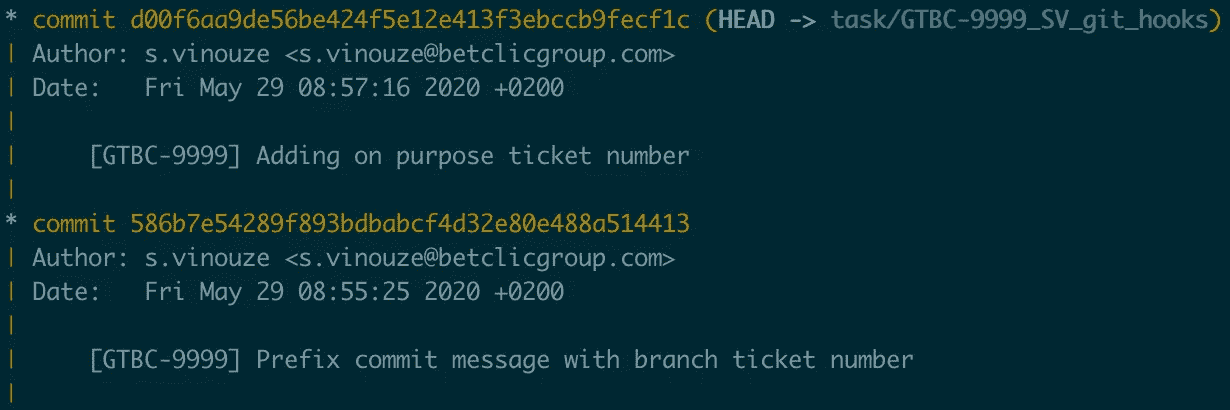 * commit d00f6aa9de56be424f5e12e413f3ebccb9fecf1c (HEAD -> task/GTBC-9999_SV_git_hooks)
| Author: s.vinouze <s.vinouze@betclicgroup.com>
| Date:   Fri May 29 08:57:16 2020 +0200
|
|     [GTBC-9999] Adding on purpose ticket number
|
* commit 586b7e54289f893bdbabcf4d32e80e488a514413
| Author: s.vinouze <s.vinouze@betclicgroup.com>
| Date:   Fri May 29 08:55:25 2020 +0200
|
|     [GTBC-9999] Prefix commit message with branch ticket number
|